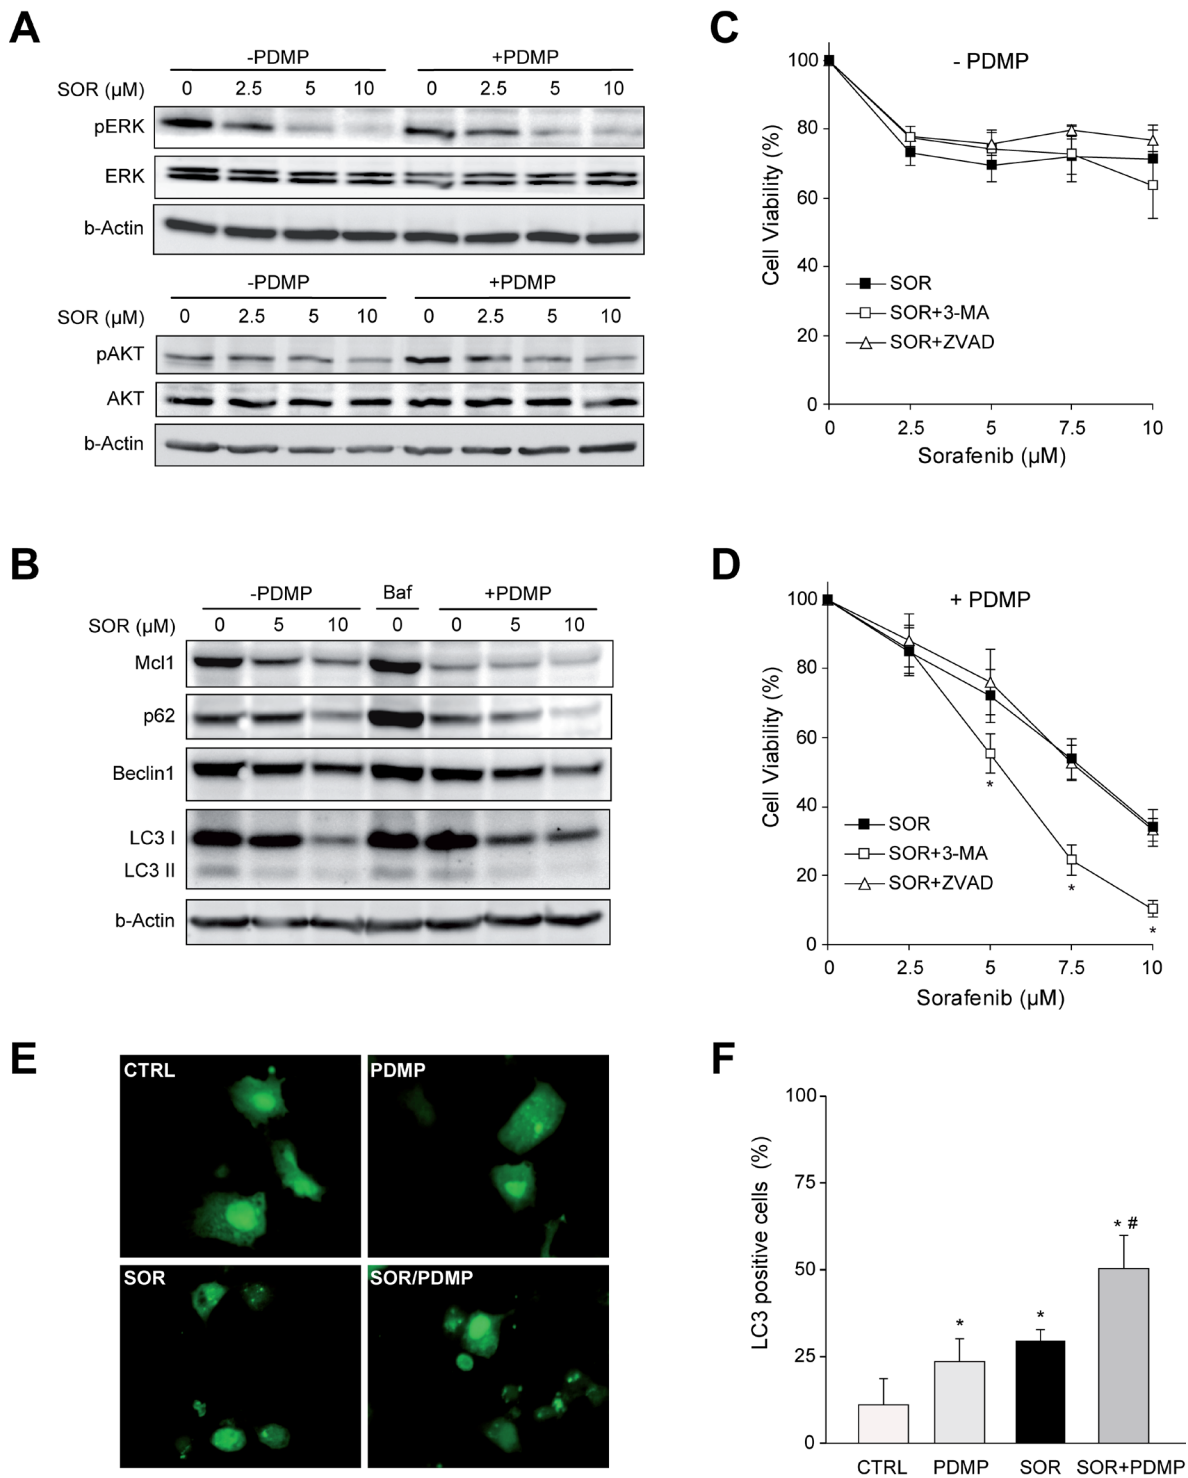 A
-PDMP +PDMP
SOR (µM) 0 2.5 5 10 0 2.5 5 10
pERK
ERK
b-Actin
-PDMP +PDMP
SOR (µM) 0 2.5 5 10 0 2.5 5 10
pAKT
AKT
b-Actin
C
- PDMP
Cell Viability (%)
100
80
60
40
20
0
SOR
SOR+3-MA
SOR+ZVAD
0 2.5 5 7.5 10
Sorafenib (µM)
B
-PDMP Baf +PDMP
SOR (µM) 0 5 10 0 0 5 10
Mcl1
p62
Beclin1
LC3 I
LC3 II
b-Actin
D
+ PDMP
Cell Viability (%)
100
80
60
40
20
0
SOR
SOR+3-MA
SOR+ZVAD
*
*
*
0 2.5 5 7.5 10
Sorafenib (µM)
E
CTRL PDMP
SOR SOR/PDMP
F
LC3 positive cells (%)
100
75
50
25
0
* * * #
CTRL PDMP SOR SOR+PDMP